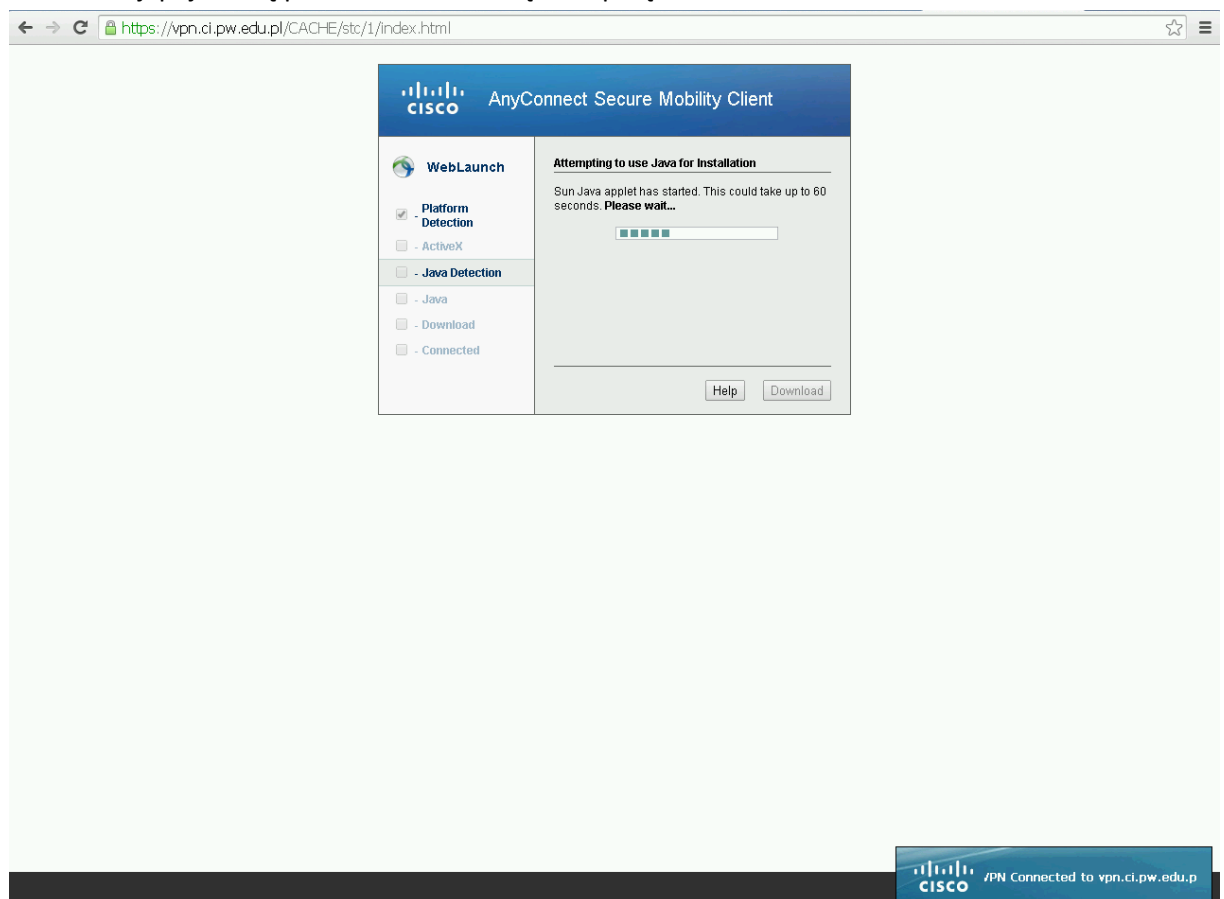 https://vpn.ci.pw.edu.pl/CACHE/stc/1/index.html
CISCO AnyConnect Secure Mobility Client
WebLaunch
- Platform
Detection
- ActiveX
- Java Detection
- Java
- Download
- Connected
Attempting to use Java for Installation
Sun Java applet has started. This could take up to 60
seconds. Please wait...
Help Download
CISCO /PN Connected to vpn.ci.pw.edu.p